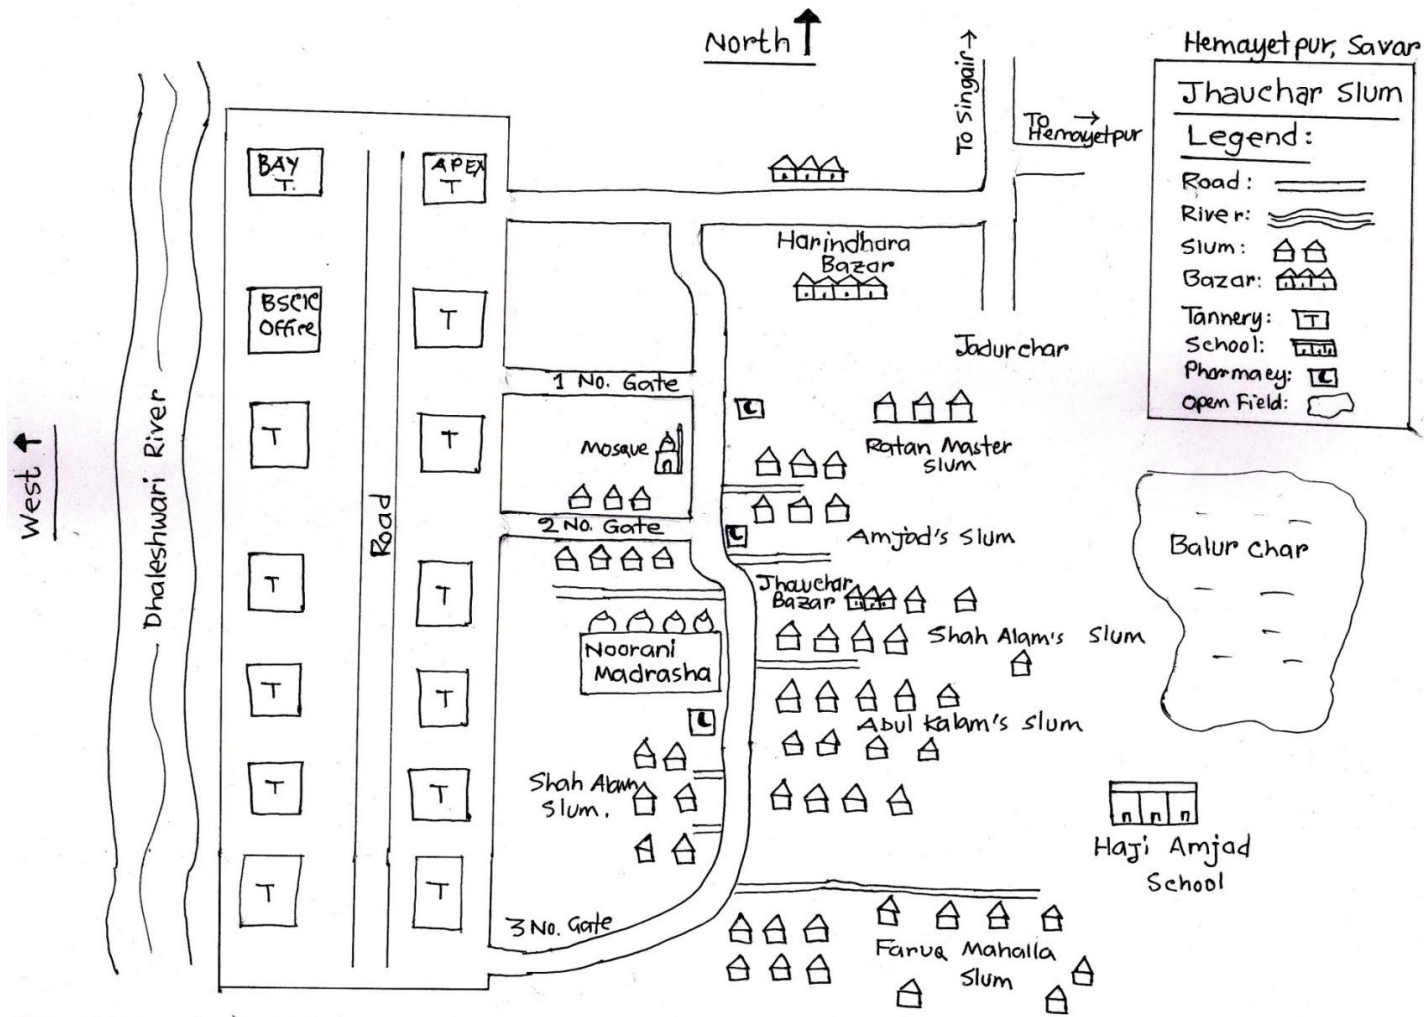 North
To Singair →
To →
Hemayetpur
Hemayetpur, Savar
Jhauchar Slum
Legend:
Road:
River:
Slum:
Bazar:
Tannery: T
School:
Pharmacy: C
Open Field:
West
Dhaleshwari River
BAY
T.
APEX
T
BSCIC
Office
T
T
T
T
T
T
T
T
T
T
T
Road
Harindhara
Bazar
Jadurchar
1 No. Gate
C
Mosque
Ratan Master
Slum
2 No. Gate
C
Amjad's Slum
Balur char
Jhauchar
Bazar
Shah Alam's Slum
Noorani
Madrasha
C
Abul Kalam's Slum
Shah Alam
Slum.
Haji Amjad
School
3 No. Gate
Faruq Mahalla
Slum